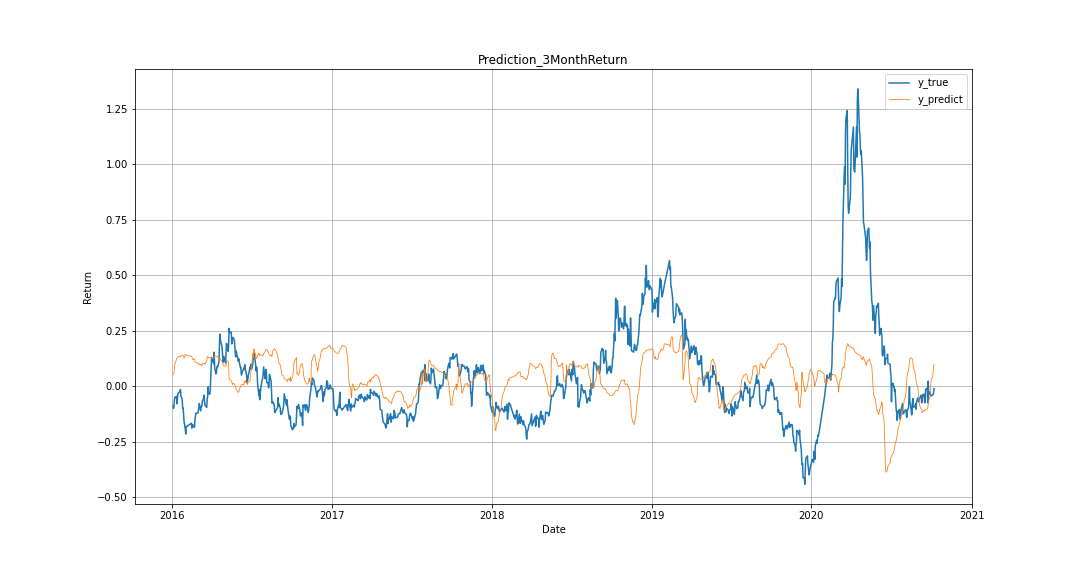 Prediction_3MonthReturn
y_true
y_predict
1.25
1.00
0.75
0.50
0.25
0.00
−0.25
−0.50
Return
2016 2017 2018 2019 2020 2021
Date